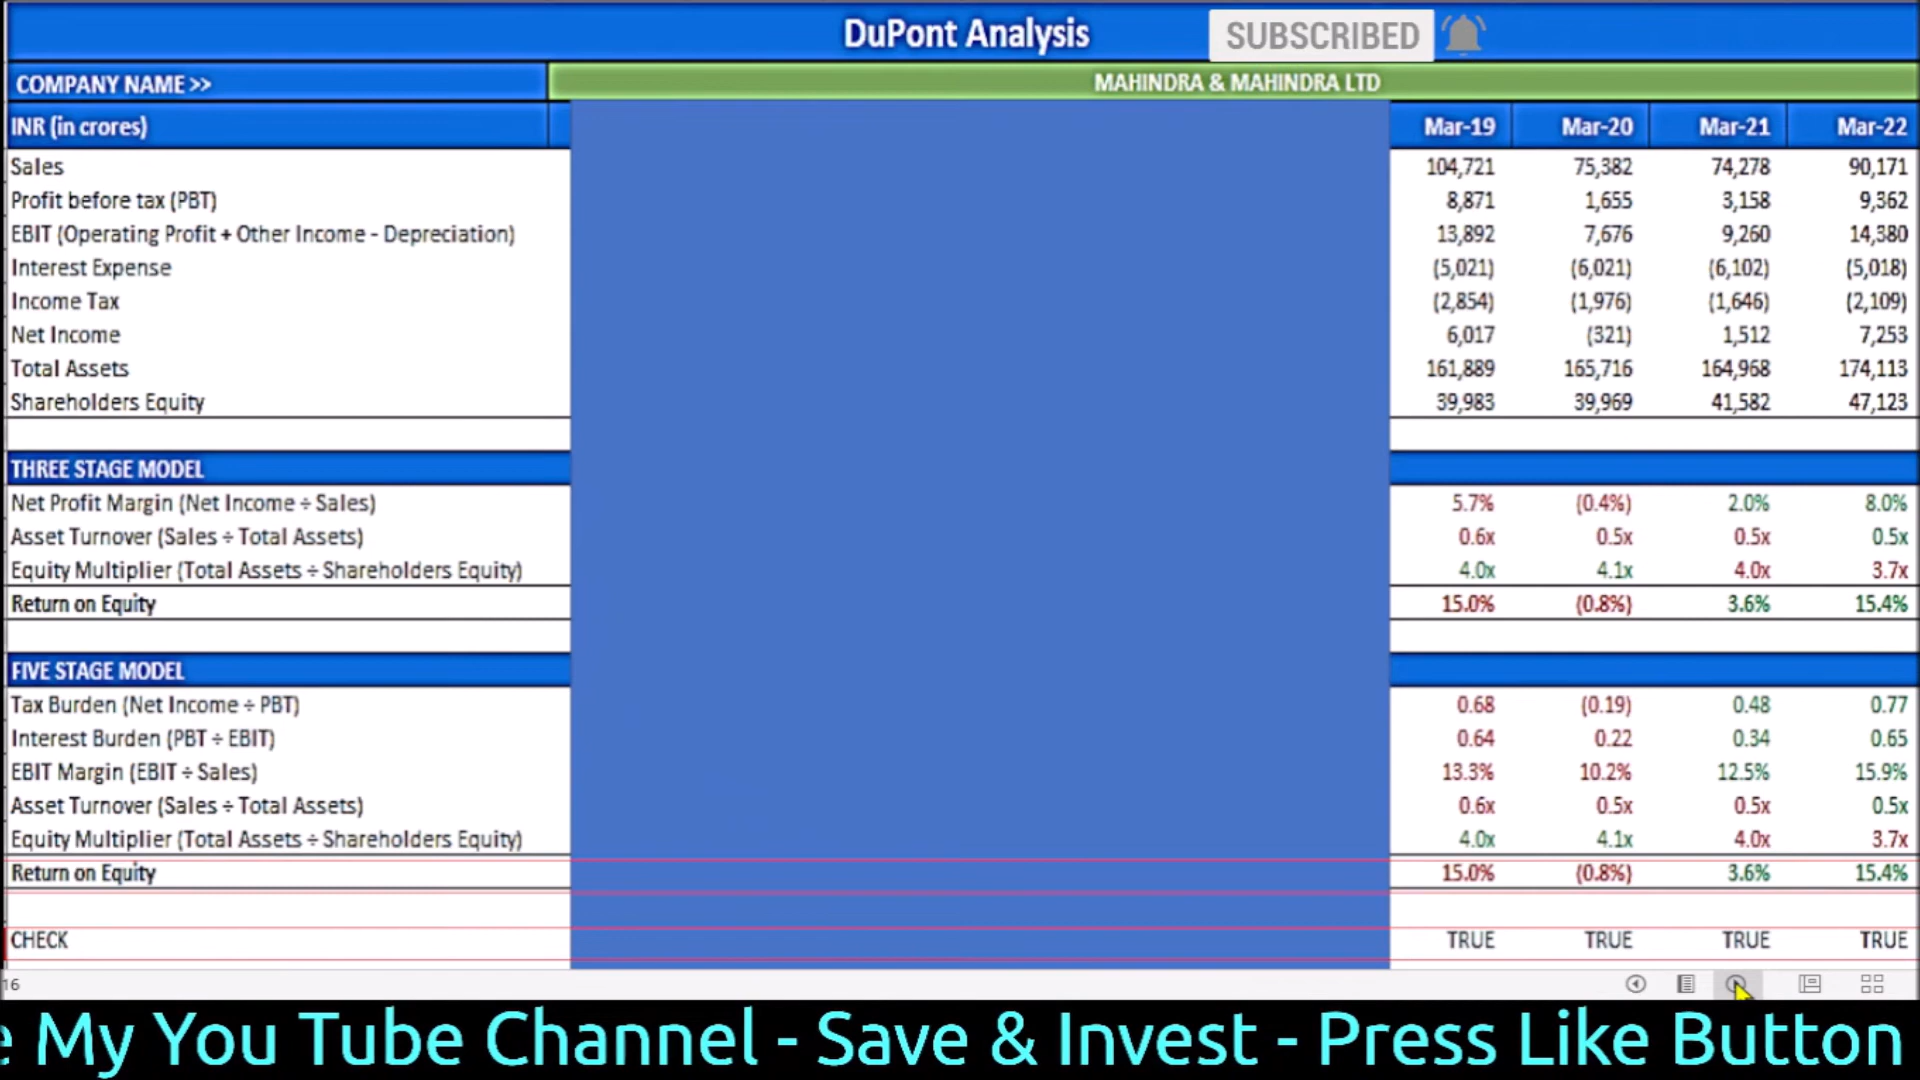 DuPont Analysis
SUBSCRIBED
COMPANY NAME >> MAHINDRA & MAHINDRA LTD
INR (in crores) Mar-19 Mar-20 Mar-21 Mar-22
Sales 104,721 75,382 74,278 90,171
Profit before tax (PBT) 8,871 1,655 3,158 9,362
EBIT (Operating Profit + Other Income - Depreciation) 13,892 7,676 9,260 14,380
Interest Expense (5,021) (6,021) (6,102) (5,018)
Income Tax (2,854) (1,976) (1,646) (2,109)
Net Income 6,017 (321) 1,512 7,253
Total Assets 161,889 165,716 164,968 174,113
Shareholders Equity 39,983 39,969 41,582 47,123
THREE STAGE MODEL
Net Profit Margin (Net Income ÷ Sales) 5.7% (0.4%) 2.0% 8.0%
Asset Turnover (Sales ÷ Total Assets) 0.6x 0.5x 0.5x 0.5x
Equity Multiplier (Total Assets ÷ Shareholders Equity) 4.0x 4.1x 4.0x 3.7x
Return on Equity 15.0% (0.8%) 3.6% 15.4%
FIVE STAGE MODEL
Tax Burden (Net Income ÷ PBT) 0.68 (0.19) 0.48 0.77
Interest Burden (PBT ÷ EBIT) 0.64 0.22 0.34 0.65
EBIT Margin (EBIT ÷ Sales) 13.3% 10.2% 12.5% 15.9%
Asset Turnover (Sales ÷ Total Assets) 0.6x 0.5x 0.5x 0.5x
Equity Multiplier (Total Assets ÷ Shareholders Equity) 4.0x 4.1x 4.0x 3.7x
Return on Equity 15.0% (0.8%) 3.6% 15.4%
CHECK TRUE TRUE TRUE TRUE
16
e My You Tube Channel - Save & Invest - Press Like Button